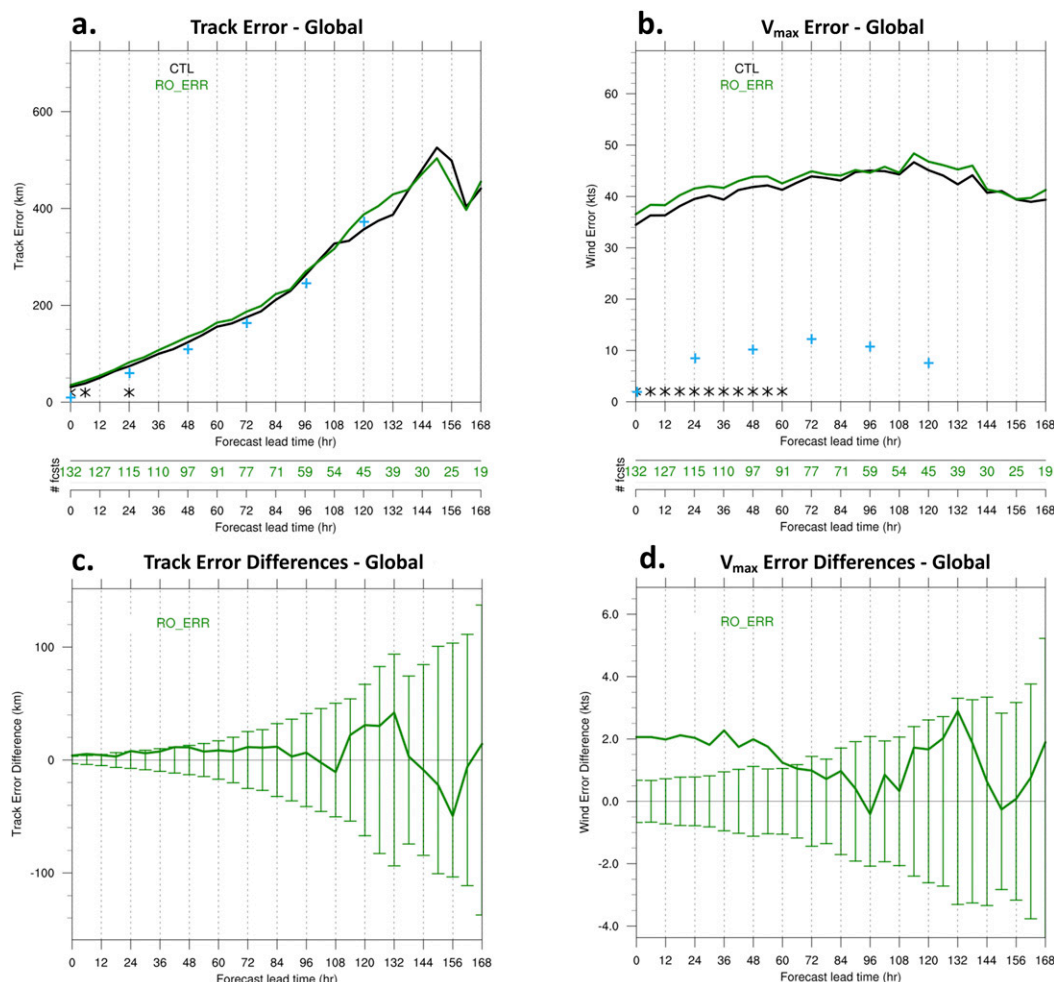 a.
Track Error - Global
CTL
RO_ERR
Track Error (km)
600
400
200
0
0 12 24 36 48 60 72 84 96 108 120 132 144 156 168
Forecast lead time (hr)
# fcsts
132 127 115 110 97 91 77 71 59 54 45 39 30 25 19
0 12 24 36 48 60 72 84 96 108 120 132 144 156 168
Forecast lead time (hr)
b.
Vmax Error - Global
CTL
RO_ERR
Wind Error (kts)
60
50
40
30
20
10
0
0 12 24 36 48 60 72 84 96 108 120 132 144 156 168
Forecast lead time (hr)
# fcsts
132 127 115 110 97 91 77 71 59 54 45 39 30 25 19
0 12 24 36 48 60 72 84 96 108 120 132 144 156 168
Forecast lead time (hr)
c.
Track Error Differences - Global
RO_ERR
Track Error Difference (km)
100
0
-100
0 12 24 36 48 60 72 84 96 108 120 132 144 156 168
Forecast lead time (hr)
d.
Vmax Error Differences - Global
RO_ERR
Wind Error Difference (kts)
6.0
4.0
2.0
0.0
-2.0
-4.0
0 12 24 36 48 60 72 84 96 108 120 132 144 156 168
Forecast lead time (hr)